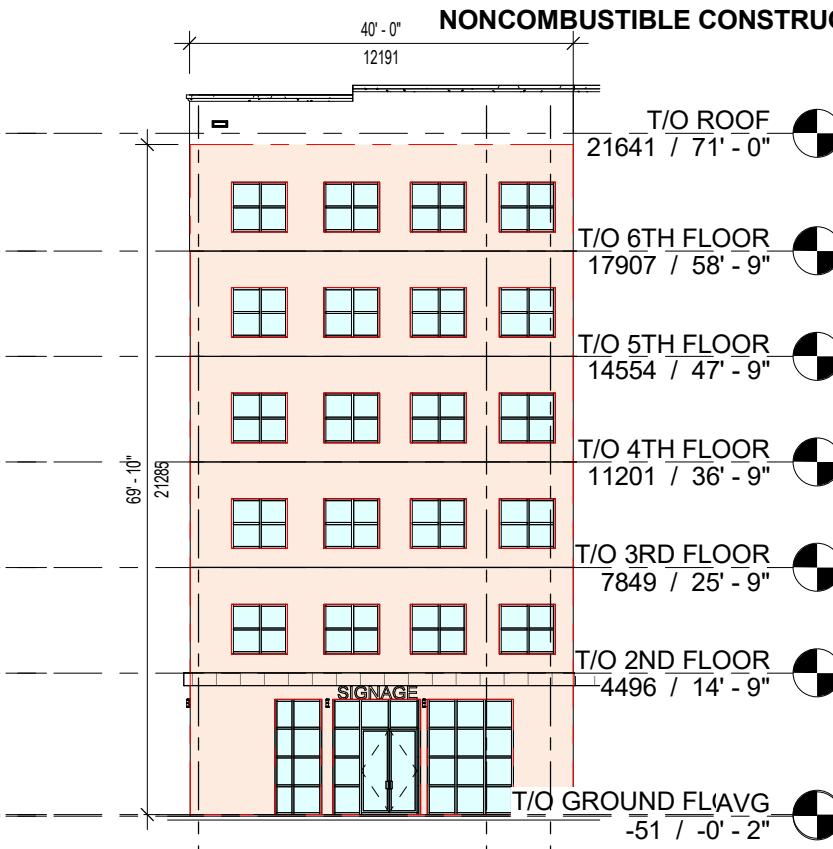 NONCOMBUSTIBLE CONSTRUC
40' - 0"
12191
T/O ROOF
21641 / 71' - 0"
T/O 6TH FLOOR
17907 / 58' - 9"
T/O 5TH FLOOR
14554 / 47' - 9"
T/O 4TH FLOOR
11201 / 36' - 9"
69' - 10"
21285
T/O 3RD FLOOR
7849 / 25' - 9"
T/O 2ND FLOOR
4496 / 14' - 9"
SIGNAGE
T/O GROUND FL AVG
-51 / -0' - 2"